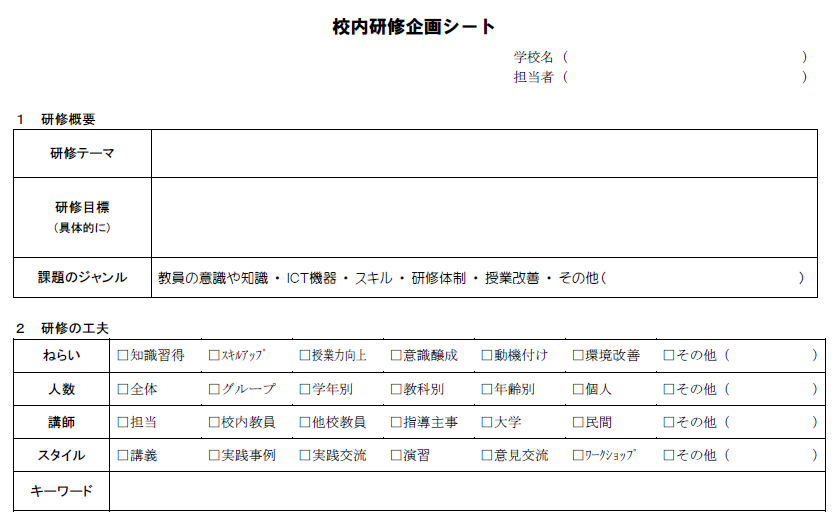 校内研修企画シート
学校名（　　　　　　　　　　　　　　）
担当者（　　　　　　　　　　　　　　）
１　研修概要
研修テーマ
研修目標
（具体的に）
課題のジャンル　教員の意識や知識 ・ ICT機器 ・ スキル ・ 研修体制 ・ 授業改善 ・ その他（　　　　　　　　　　　　）
２　研修の工夫
ねらい　□知識習得　□ｽｷﾙｱｯﾌﾟ　□授業力向上　□意識醸成　□動機付け　□環境改善　□その他（　　　　　）
人数　□全体　□グループ　□学年別　□教科別　□年齢別　□個人　□その他（　　　　　）
講師　□担当　□校内教員　□他校教員　□指導主事　□大学　□民間　□その他（　　　　　）
スタイル　□講義　□実践事例　□実践交流　□演習　□意見交流　□ﾜｰｸｼｮｯﾌﾟ　□その他（　　　　　）
キーワード